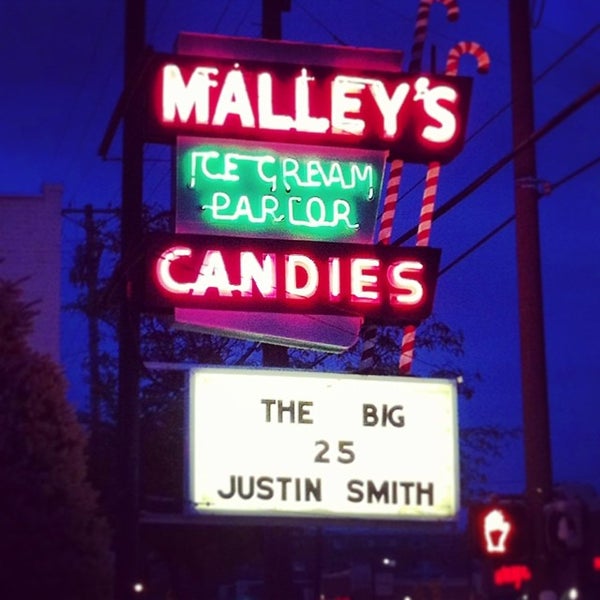 MALLEY'S
ICE CREAM
PARLOR
CANDIES
THE BIG
25
JUSTIN SMITH